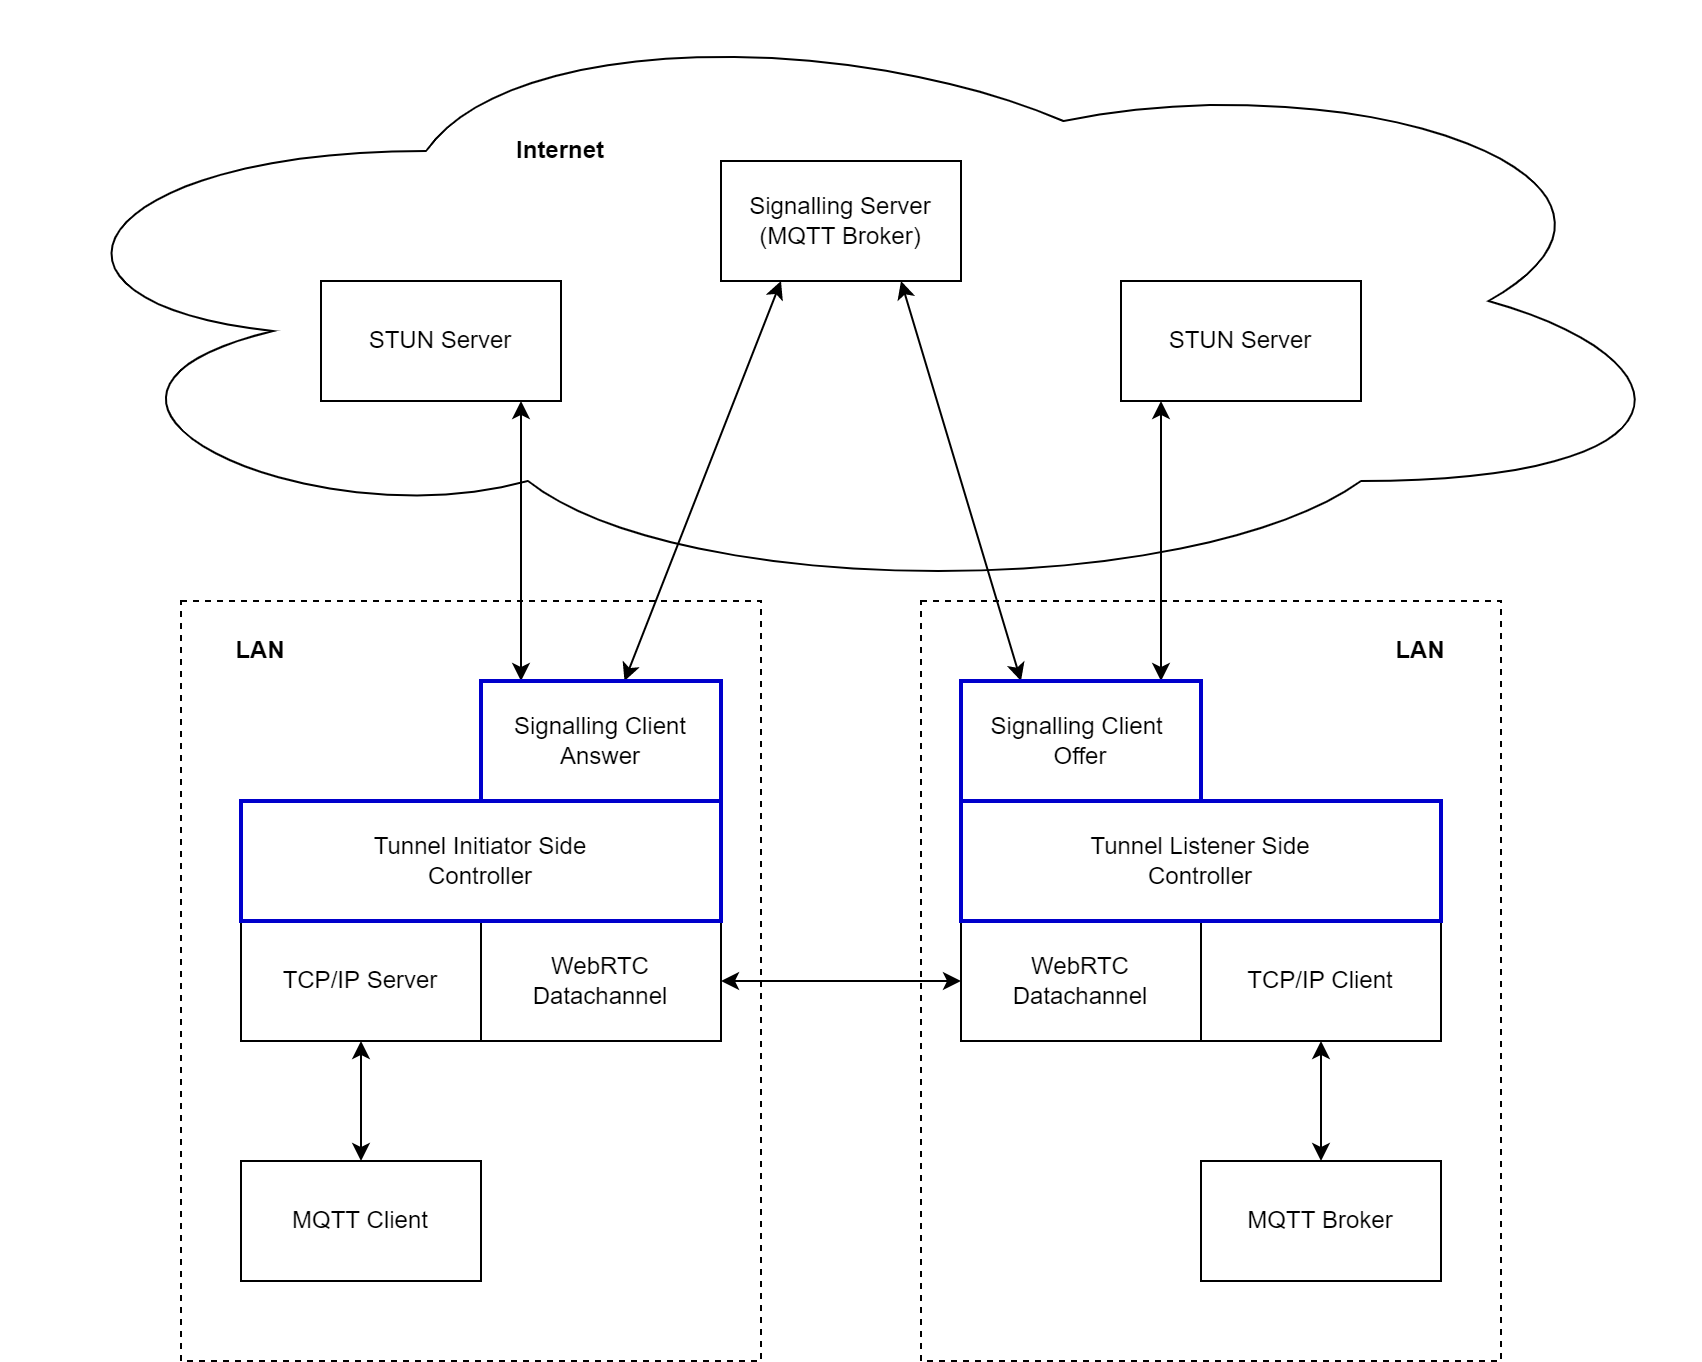 Internet
Signalling Server
(MQTT Broker)
STUN Server
STUN Server
LAN
LAN
Signalling Client
Answer
Signalling Client
Offer
Tunnel Initiator Side
Controller
Tunnel Listener Side
Controller
TCP/IP Server
WebRTC
Datachannel
WebRTC
Datachannel
TCP/IP Client
MQTT Client
MQTT Broker